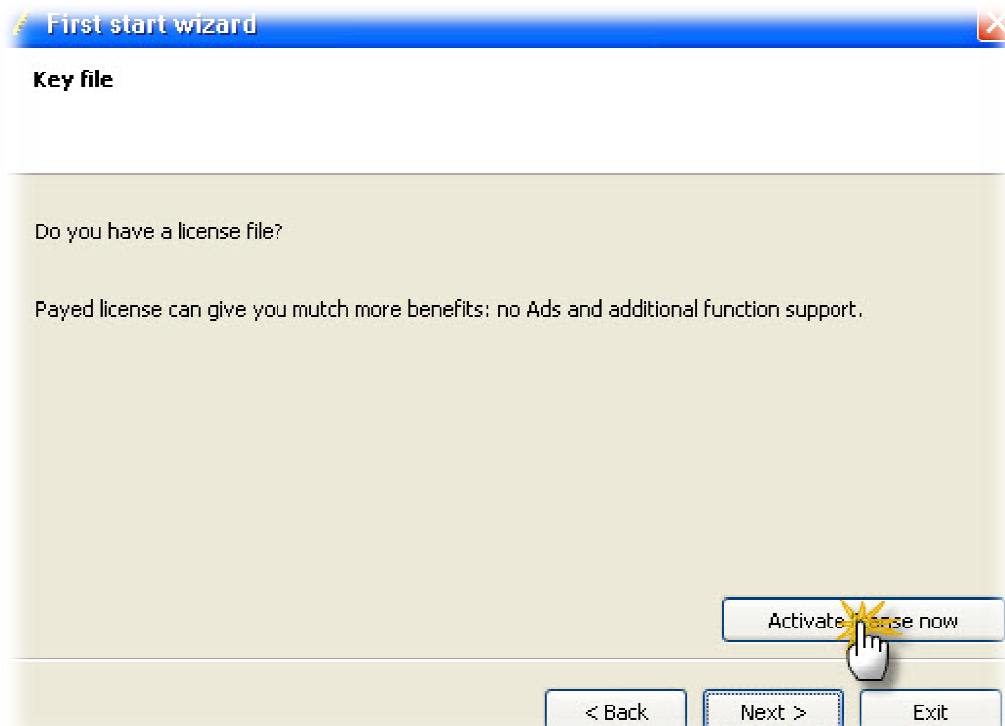 First start wizard
Key file
Do you have a license file?
Payed license can give you mutch more benefits: no Ads and additional function support.
Activate now
< Back Next > Exit